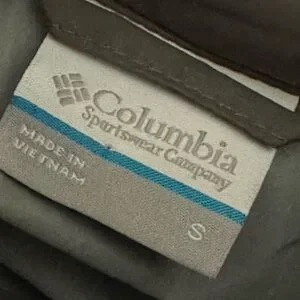 Columbia
Sportswear Company
MADE IN
VIETNAM
S